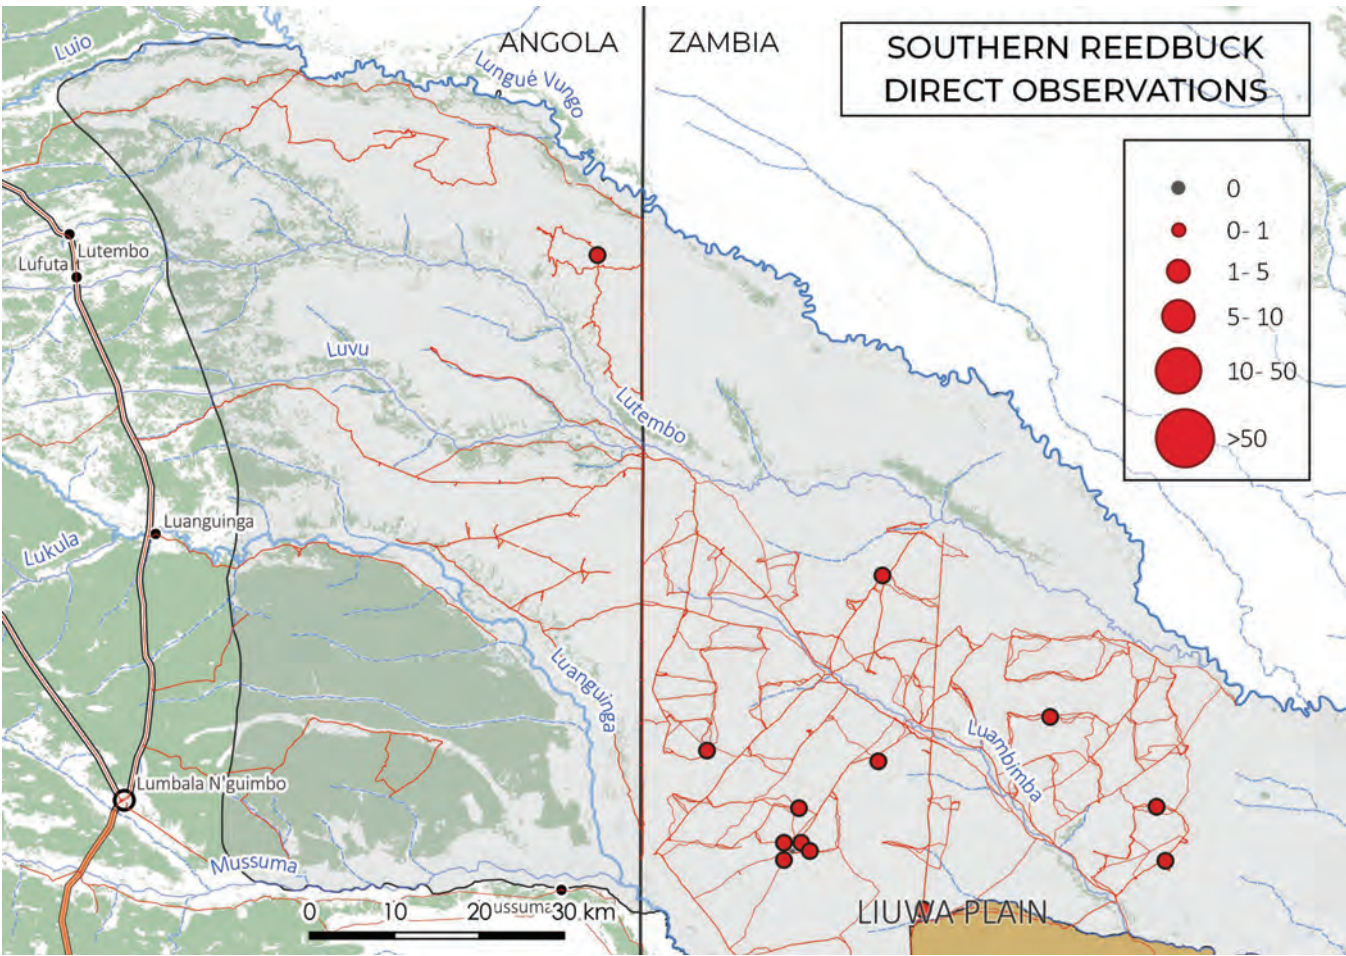 ANGOLA
ZAMBIA
SOUTHERN REEDBUCK
DIRECT OBSERVATIONS
Luio
Lungué Vungo
0
0- 1
1- 5
5- 10
10- 50
>50
Lutembo
Lufuta
Luvu
Lutembo
Luanguinga
Lukula
Luanguinga
Luambimba
Lumbala N'guimbo
Mussuma
ussuma
0 10 20 30 km
LIUWA PLAIN